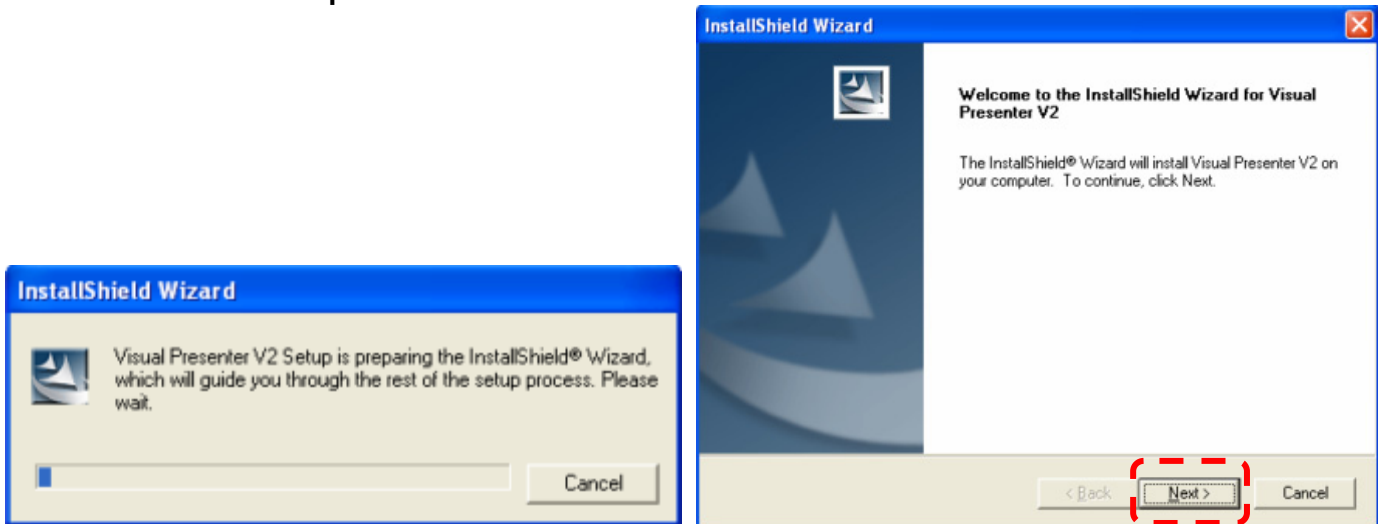 InstallShield Wizard
Visual Presenter V2 Setup is preparing the InstallShield® Wizard,
which will guide you through the rest of the setup process. Please
wait.
Cancel
InstallShield Wizard
Welcome to the InstallShield Wizard for Visual
Presenter V2
The InstallShield® Wizard will install Visual Presenter V2 on
your computer. To continue, click Next.
< Back
Next >
Cancel